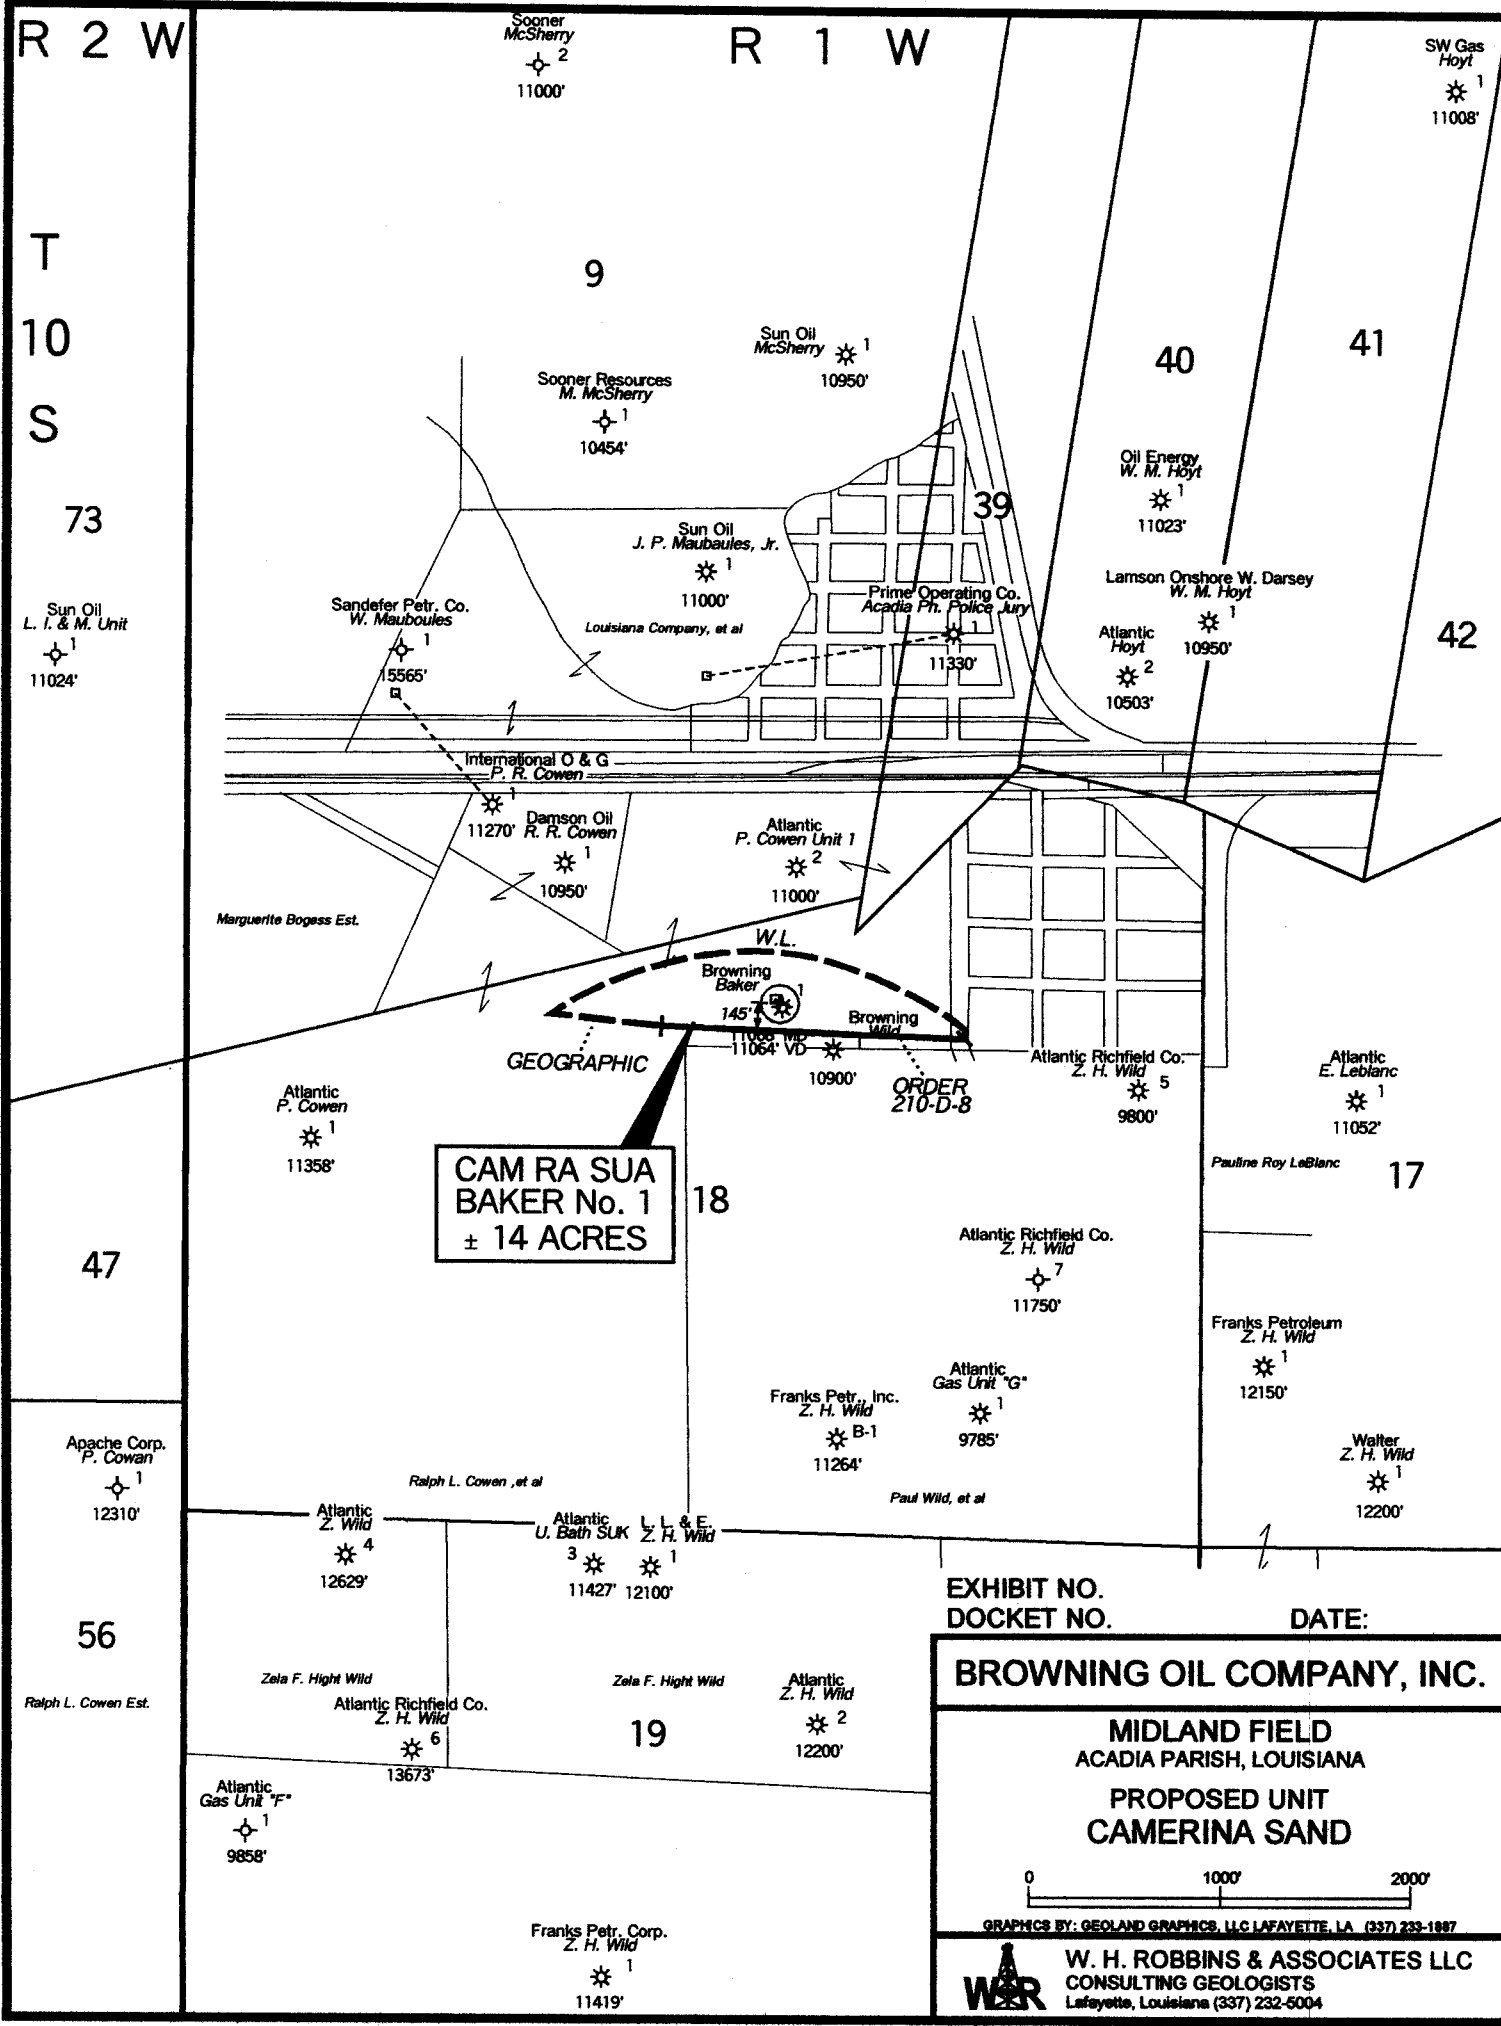 R 2 W
R 1 W
Sooner
McSherry
2
11000'
SW Gas
Hoyt
1
11008'
T
10
S
9
40
41
Sun Oil
McSherry
1
10950'
Sooner Resources
M. McSherry
1
10454'
Oil Energy
W. M. Hoyt
1
11023'
39
73
Sun Oil
J. P. Maubaules, Jr.
1
11000'
Lamson Onshore W. Darsey
W. M. Hoyt
1
10950'
Prime Operating Co.
Acadia Ph. Police Jury
1
11330'
Sun Oil
L. I. & M. Unit
1
11024'
Sandefer Petr. Co.
W. Mauboules
1
15565'
Louisiana Company, et al
Atlantic
Hoyt
2
10503'
42
International O & G
P. R. Cowen
1
11270'
Damson Oil
R. R. Cowen
1
10950'
Atlantic
P. Cowen Unit 1
2
11000'
Marguerite Bogess Est.
W.L.
Browning
Baker
1
145'
MD
11064' VD
Browning
Wild
10900'
GEOGRAPHIC
ORDER
210-D-8
Atlantic Richfield Co.
Z. H. Wild
5
9800'
Atlantic
E. Leblanc
1
11052'
Atlantic
P. Cowen
1
11358'
CAM RA SUA
BAKER No. 1
± 14 ACRES
18
Pauline Roy LeBlanc
17
47
Atlantic Richfield Co.
Z. H. Wild
7
11750'
Franks Petroleum
Z. H. Wild
1
12150'
Atlantic
Gas Unit "G"
1
9785'
Franks Petr., Inc.
Z. H. Wild
B-1
11264'
Apache Corp.
P. Cowan
1
12310'
Walter
Z. H. Wild
1
12200'
Ralph L. Cowen ,et al
Paul Wild, et al
Atlantic
Z. Wild
4
12629'
Atlantic
U. Bath SUK
3
11427'
L. L. & E.
Z. H. Wild
1
12100'
56
Ralph L. Cowen Est.
Zela F. Hight Wild
Zela F. Hight Wild
Atlantic Richfield Co.
Z. H. Wild
6
13673'
19
Atlantic
Z. H. Wild
2
12200'
Atlantic
Gas Unit "F"
1
9858'
Franks Petr. Corp.
Z. H. Wild
1
11419'
EXHIBIT NO.
DOCKET NO. DATE:
BROWNING OIL COMPANY, INC.
MIDLAND FIELD
ACADIA PARISH, LOUISIANA
PROPOSED UNIT
CAMERINA SAND
0 1000' 2000'
GRAPHICS BY: GEOLAND GRAPHICS, LLC LAFAYETTE, LA (337) 233-1887
W. H. ROBBINS & ASSOCIATES LLC
CONSULTING GEOLOGISTS
Lafayette, Louisiana (337) 232-5004